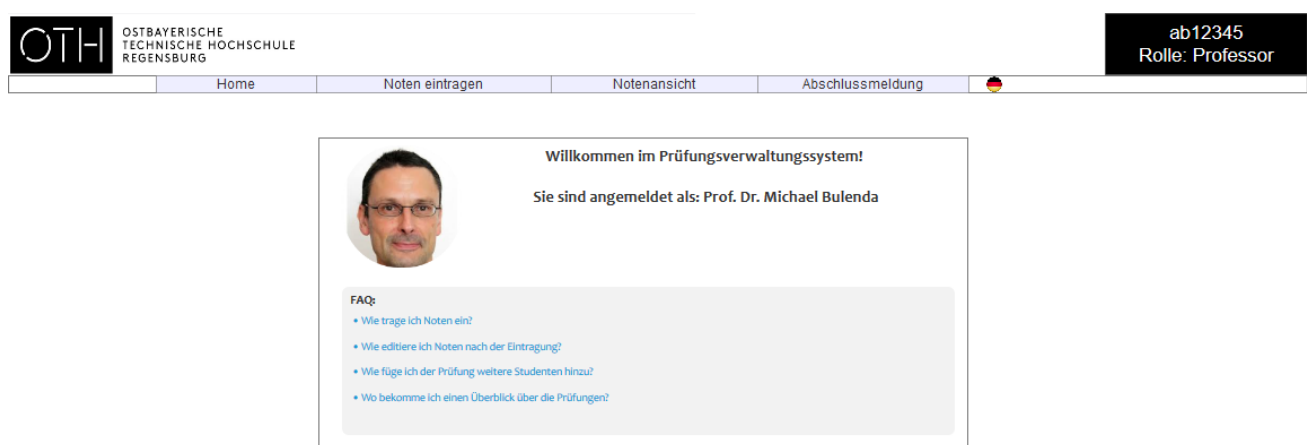 OTH
OSTBAYERISCHE
TECHNISCHE HOCHSCHULE
REGENSBURG
ab12345
Rolle: Professor
Home Noten eintragen Notenansicht Abschlussmeldung
Willkommen im Prüfungsverwaltungssystem!
Sie sind angemeldet als: Prof. Dr. Michael Bulenda
FAQ:
• Wie trage ich Noten ein?
• Wie editiere ich Noten nach der Eintragung?
• Wie füge ich der Prüfung weitere Studenten hinzu?
• Wo bekomme ich einen Überblick über die Prüfungen?